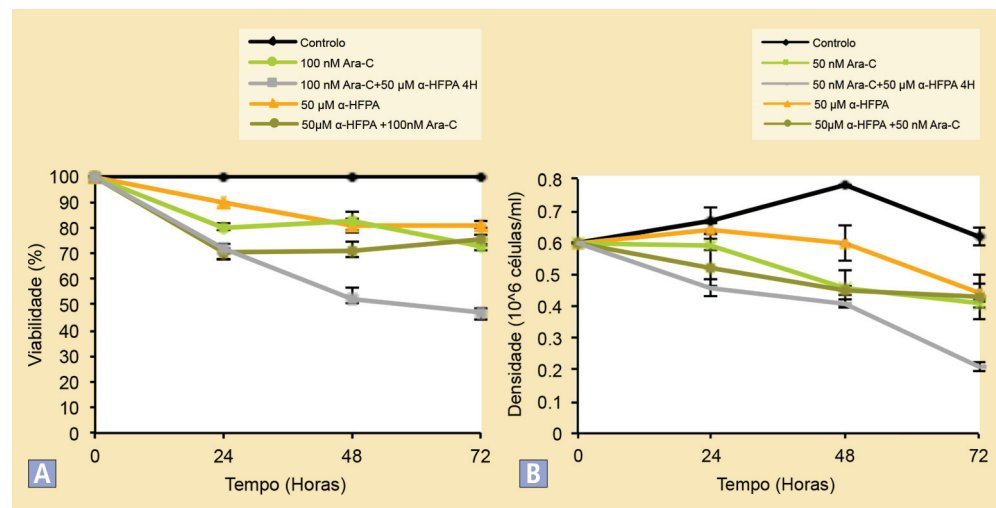 Controlo
100 nM Ara-C
100 nM Ara-C+50 µM α-HFPA 4H
50 µM α-HFPA
50µM α-HFPA +100nM Ara-C
Viabilidade (%)
100
90
80
70
60
50
40
30
20
10
0
0 24 48 72
Tempo (Horas)
A
Controlo
50 nM Ara-C
50 nM Ara-C+50 µM α-HFPA 4H
50 µM α-HFPA
50µM α-HFPA +50 nM Ara-C
Densidade (10^6 células/ml)
0.8
0.7
0.6
0.5
0.4
0.3
0.2
0.1
0
0 24 48 72
Tempo (Horas)
B